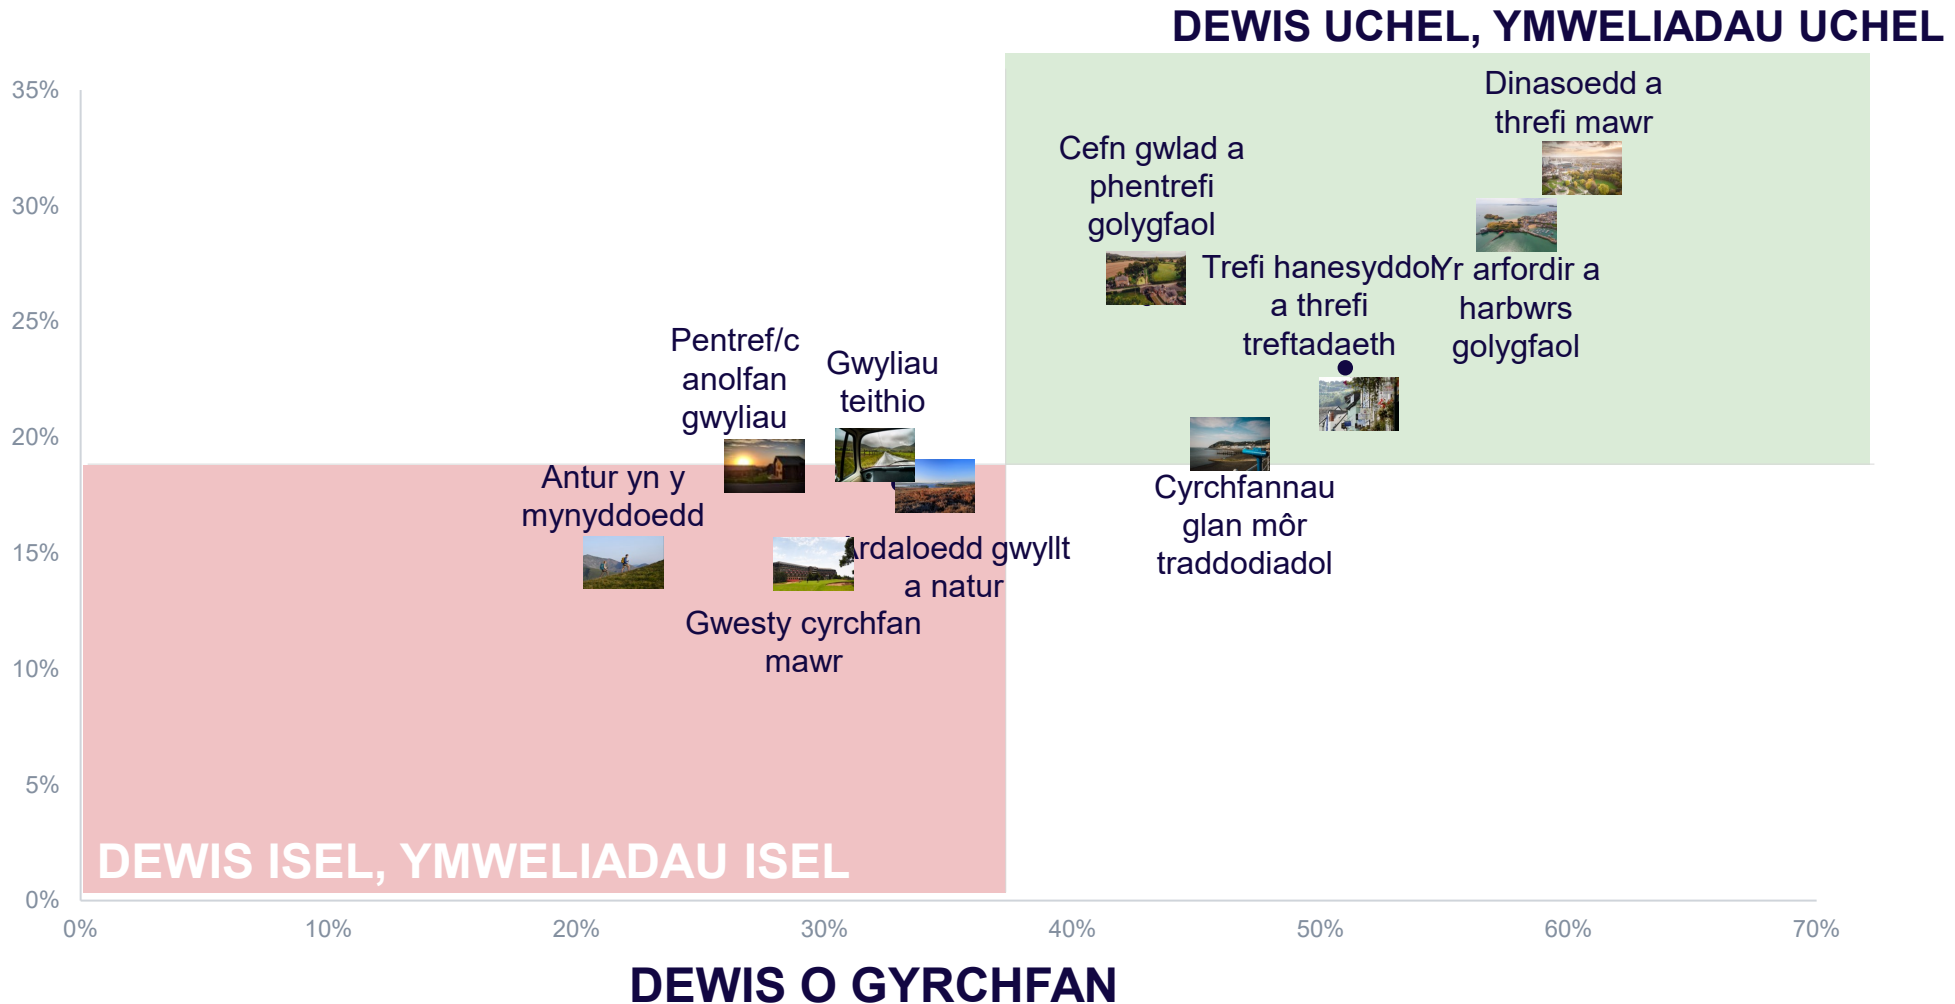 DEWIS UCHEL, YMWELIADAU UCHEL
35%
30%
25%
20%
15%
10%
5%
0%
Dinasoedd a
threfi mawr
Cefn gwlad a
phentrefi
golygfaol
Trefi hanesyddol
a threfi
treftadaeth
Yr arfordir a
harbwrs
golygfaol
Pentref/c
anolfan
gwyliau
Gwyliau
teithio
Antur yn y
mynyddoedd
Cyrchfannau
glan môr
traddodiadol
Ardaloedd gwyllt
a natur
Gwesty cyrchfan
mawr
DEWIS ISEL, YMWELIADAU ISEL
0%
10%
20%
30%
40%
50%
60%
70%
DEWIS O GYRCHFAN